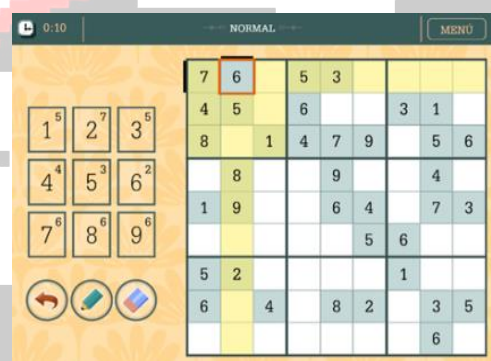 0:10 NORMAL MENÚ
7 6 5 3
4 5 6 3 1
1 5 2 7 3 5
8 1 4 7 9 5 6
4 4 5 3 6 2
8 9 4
1 9 6 4 7 3
7 6 8 6 9 6
5 6
5 2 1
6 4 8 2 3 5
6